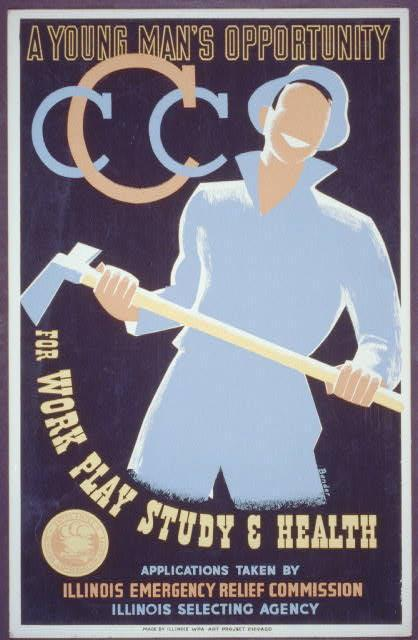 A YOUNG MAN'S OPPORTUNITY
CCC
FOR WORK PLAY STUDY & HEALTH
Bender
APPLICATIONS TAKEN BY
ILLINOIS EMERGENCY RELIEF COMMISSION
ILLINOIS SELECTING AGENCY
MADE BY ILLINOIS WPA ART PROJECT CHICAGO